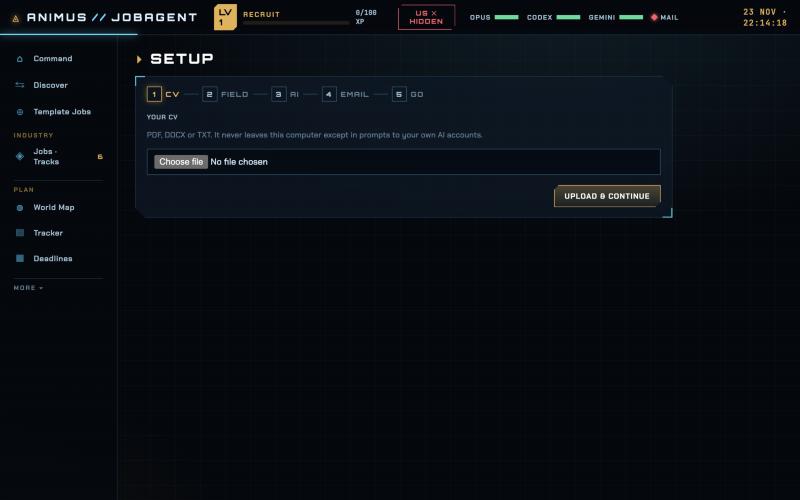 ANIMUS // JOBAGENT
LV 1
RECRUIT
0/100 XP
US × HIDDEN
OPUS
CODEX
GEMINI
MAIL
23 NOV · 22:14:18
Command
Discover
Template Jobs
INDUSTRY
Jobs · Tracks
6
PLAN
World Map
Tracker
Deadlines
MORE
SETUP
1 CV
2 FIELD
3 AI
4 EMAIL
5 GO
YOUR CV
PDF, DOCX or TXT. It never leaves this computer except in prompts to your own AI accounts.
Choose file No file chosen
UPLOAD & CONTINUE